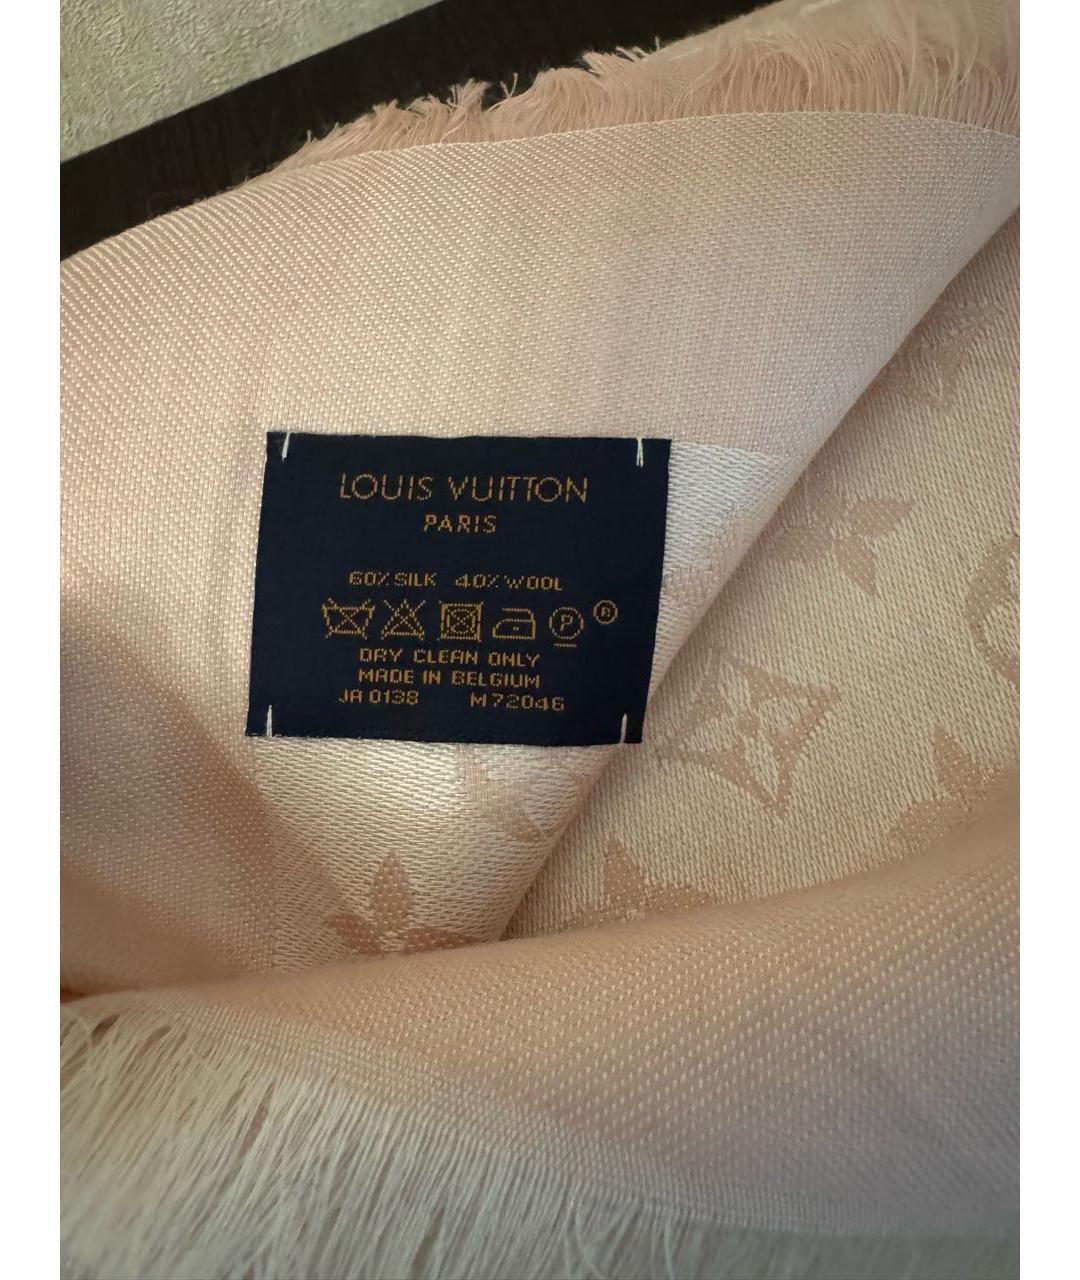 LOUIS VUITTON
PARIS
60% SILK 40% WOOL
P ®
DRY CLEAN ONLY
MADE IN BELGIUM
JA 0138 M72046